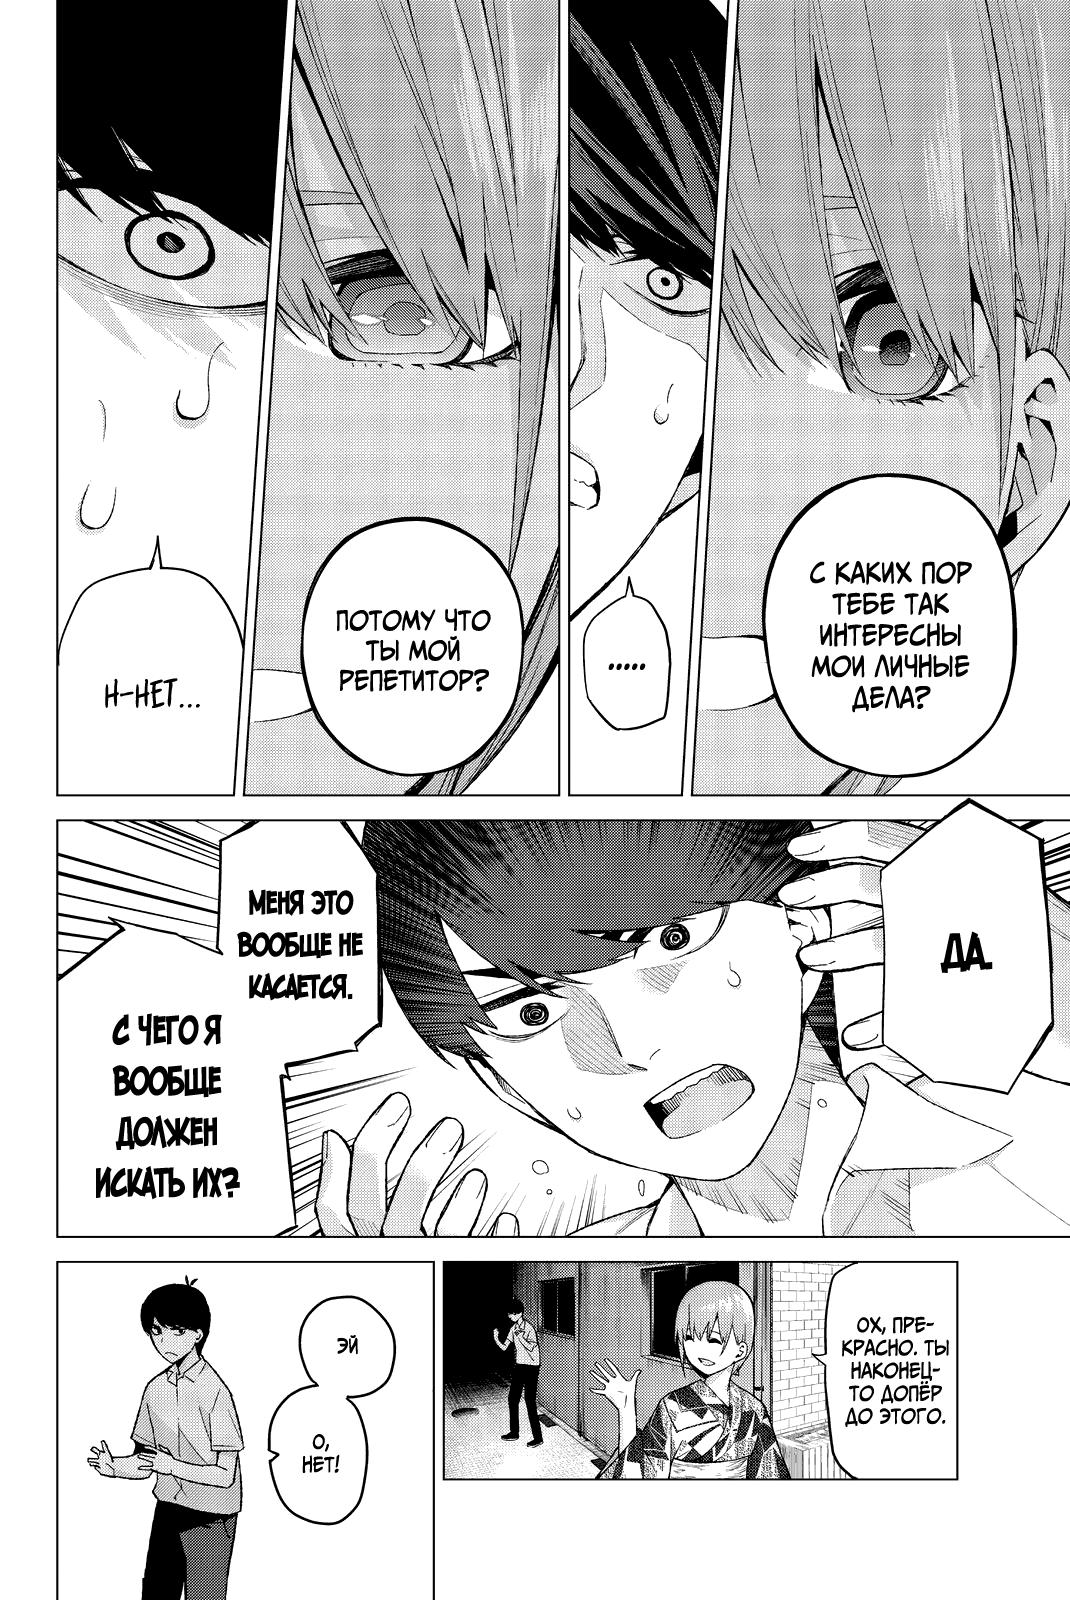 С КАКИХ ПОР
ТЕБЕ ТАК
ИНТЕРЕСНЫ
МОИ ЛИЧНЫЕ
ДЕЛА?
.....
ПОТОМУ ЧТО
ТЫ МОЙ
РЕПЕТИТОР?
Н-НЕТ...
ДА.
МЕНЯ ЭТО
ВООБЩЕ НЕ
КАСАЕТСЯ.
С ЧЕГО Я
ВООБЩЕ
ДОЛЖЕН
ИСКАТЬ ИХ?
ОХ, ПРЕ-
КРАСНО. ТЫ
НАКОНЕЦ-
ТО ДОПЁР
ДО ЭТОГО.
ЭЙ
О,
НЕТ!